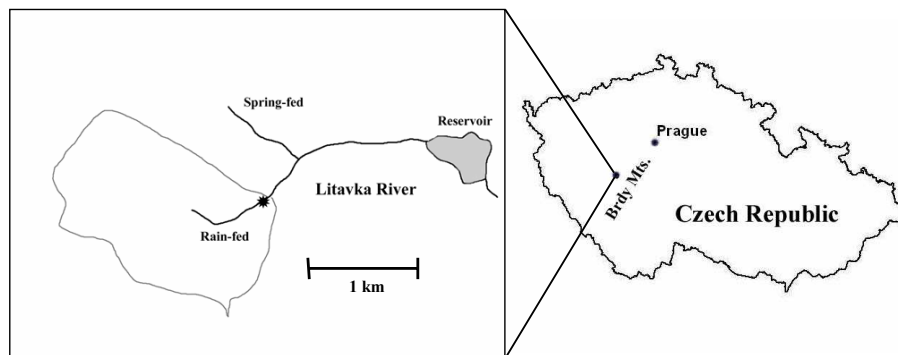 Spring-fed
Reservoir
Litavka River
Rain-fed
1 km
Prague
Brdy Mts.
Czech Republic